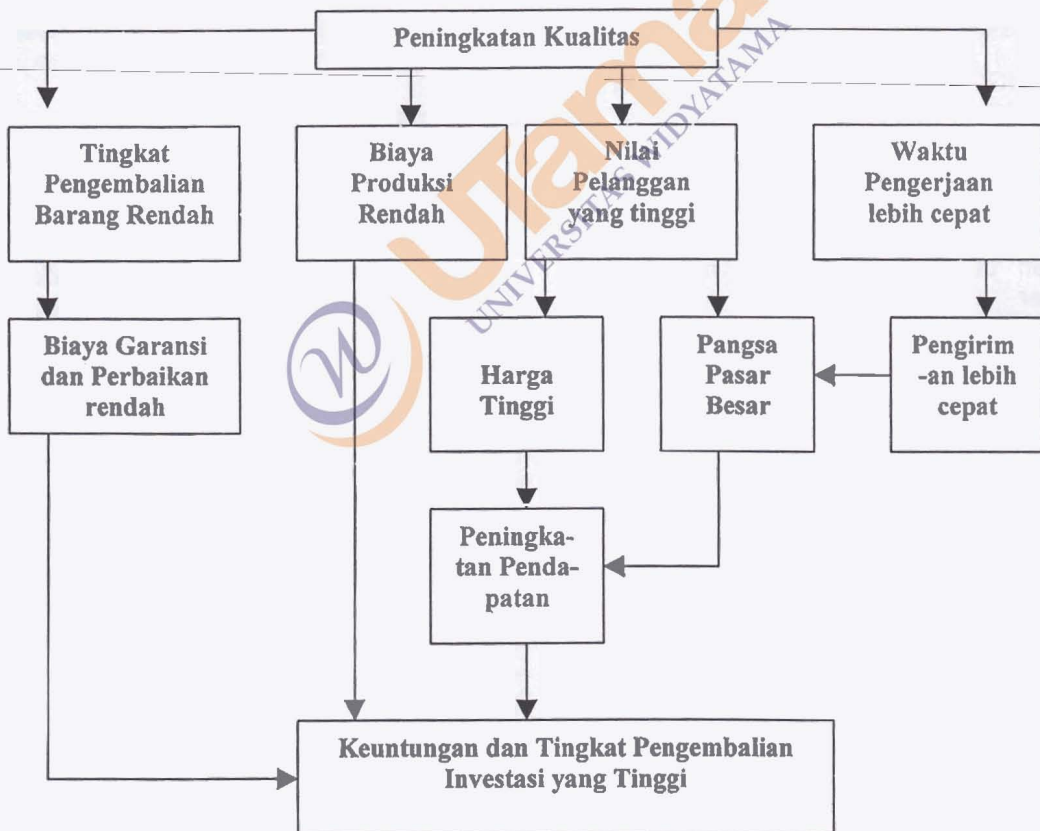 Peningkatan Kualitas
Tingkat
Pengembalian
Barang Rendah
Biaya
Produksi
Rendah
Nilai
Pelanggan
yang tinggi
Waktu
Pengerjaan
lebih cepat
Biaya Garansi
dan Perbaikan
rendah
Harga
Tinggi
Pangsa
Pasar
Besar
Pengirim
-an lebih
cepat
Peningka-
tan Penda-
patan
Keuntungan dan Tingkat Pengembalian
Investasi yang Tinggi
Utama
UNIVERSITAS WIDYATAMA